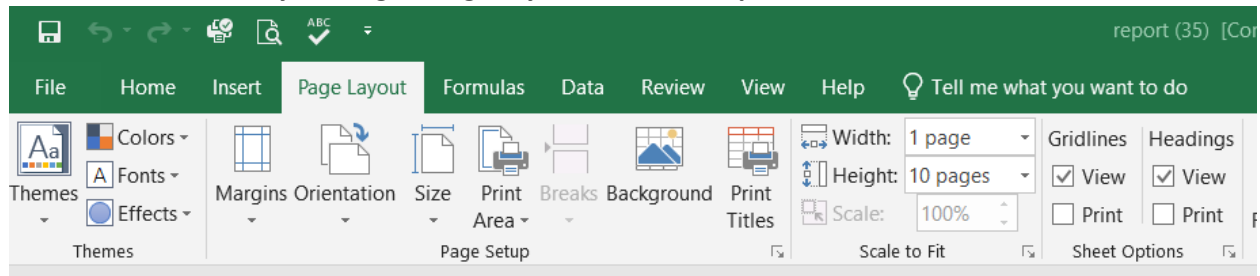 ABC
report (35) [Co
File Home Insert Page Layout Formulas Data Review View Help Tell me what you want to do
Aa Colors Width: 1 page Gridlines Headings
A Fonts Height: 10 pages View View
Themes Effects Margins Orientation Size Print Area Breaks Background Print Titles Scale: 100% Print Print
Themes Page Setup Scale to Fit Sheet Options